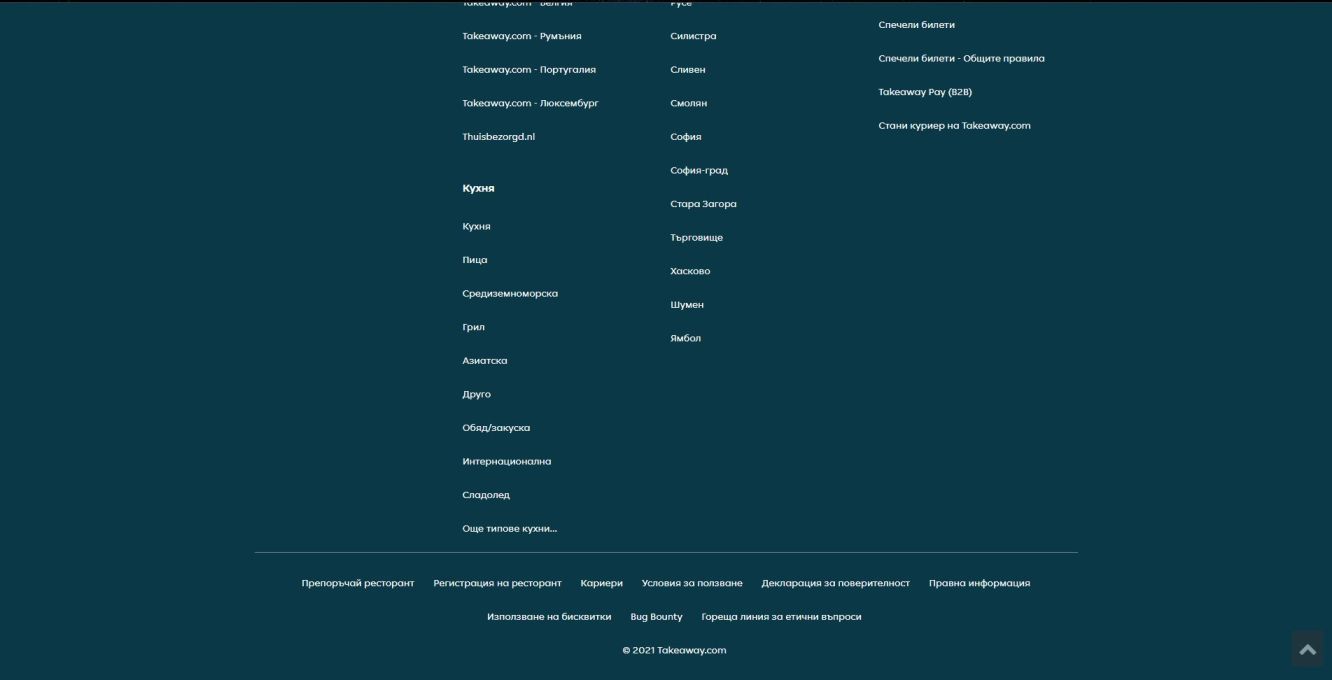 Takeaway.com - Белгия
Takeaway.com - Румъния
Takeaway.com - Португалия
Takeaway.com - Люксембург
Thuisbezorgd.nl
Кухня
Кухня
Пица
Средиземноморска
Грил
Азиатска
Друго
Обяд/закуска
Интернационална
Сладолед
Още типове кухни...
Русе
Силистра
Сливен
Смолян
София
София-град
Стара Загора
Търговище
Хасково
Шумен
Ямбол
Спечели билети
Спечели билети - Общите правила
Takeaway Pay (B2B)
Стани куриер на Takeaway.com
Препоръчай ресторант Регистрация на ресторант Кариери Условия за ползване Декларация за поверителност Правна информация
Използване на бисквитки Bug Bounty Гореща линия за етични въпроси
© 2021 Takeaway.com